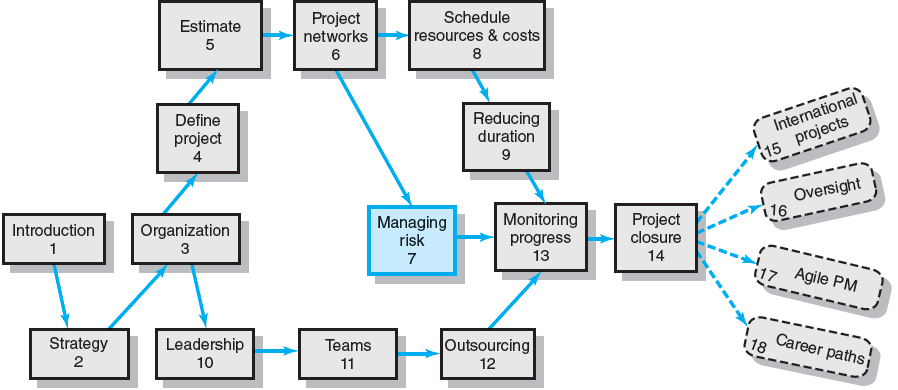 Introduction
1
Strategy
2
Organization
3
Define
project
4
Estimate
5
Project
networks
6
Managing
risk
7
Schedule
resources & costs
8
Reducing
duration
9
Leadership
10
Teams
11
Outsourcing
12
Monitoring
progress
13
Project
closure
14
International
projects
15
Oversight
16
Agile PM
17
Career paths
18